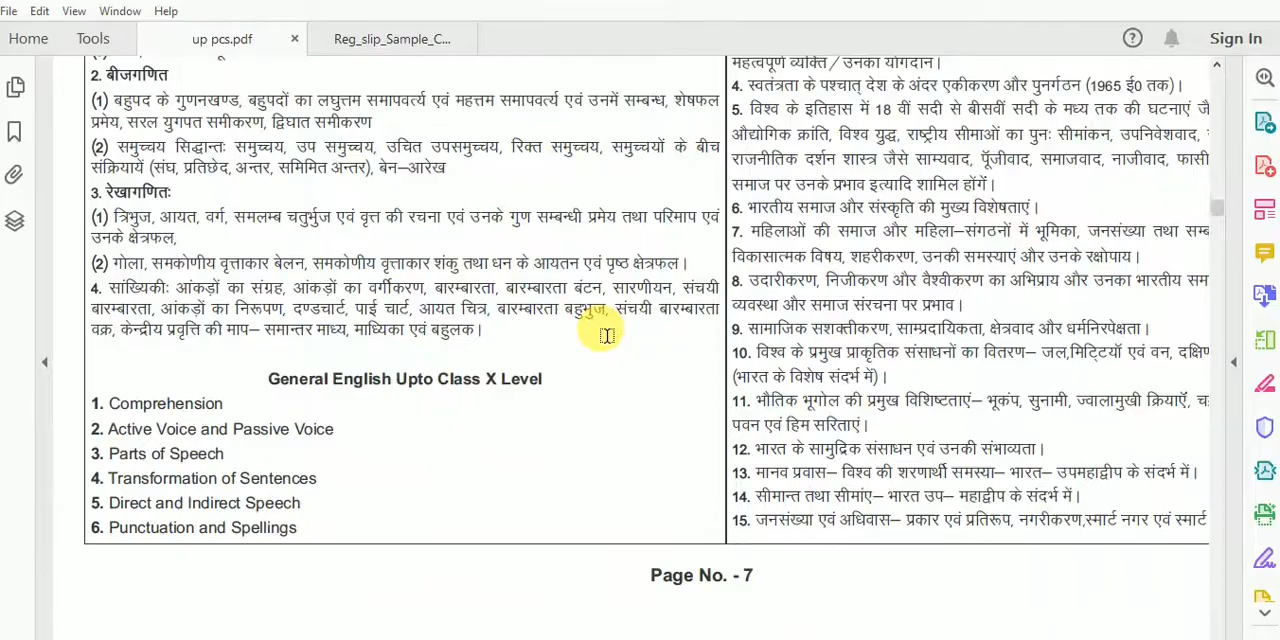 File Edit View Window Help
Home Tools up pcs.pdf × Reg_slip_Sample_C... Sign In
2. बीजगणित
(1) बहुपद के गुणनखण्ड, बहुपदों का लघुत्तम समापवर्त्य एवं महत्तम समापवर्त्य एवं उनमें सम्बन्ध, शेषफल
प्रमेय, सरल युगपत समीकरण, द्विघात समीकरण
(2) समुच्चय सिद्धान्तः समुच्चय, उप समुच्चय, उचित उपसमुच्चय, रिक्त समुच्चय, समुच्चयों के बीच
संक्रियायें (संघ, प्रतिछेद, अन्तर, समिमित अन्तर), बेन–आरेख
3. रेखागणितः
(1) त्रिभुज, आयत, वर्ग, समलम्ब चतुर्भुज एवं वृत्त की रचना एवं उनके गुण सम्बन्धी प्रमेय तथा परिमाप एवं
उनके क्षेत्रफल,
(2) गोला, समकोणीय वृत्ताकार बेलन, समकोणीय वृत्ताकार शंकु तथा धन के आयतन एवं पृष्ठ क्षेत्रफल।
4. सांख्यिकीः आंकड़ों का संग्रह, आंकड़ों का वर्गीकरण, बारम्बारता, बारम्बारता बंटन, सारणीयन, संचयी
बारम्बारता, आंकड़ों का निरूपण, दण्डचार्ट, पाई चार्ट, आयत चित्र, बारम्बारता बहुभुज, संचयी बारम्बारता
वक्र, केन्द्रीय प्रवृत्ति की माप– समान्तर माध्य, माध्यिका एवं बहुलक।
General English Upto Class X Level
1. Comprehension
2. Active Voice and Passive Voice
3. Parts of Speech
4. Transformation of Sentences
5. Direct and Indirect Speech
6. Punctuation and Spellings
महत्वपूर्ण व्यक्ति/उनका योगदान।
4. स्वतंत्रता के पश्चात् देश के अंदर एकीकरण और पुनर्गठन (1965 ई0 तक)।
5. विश्व के इतिहास में 18 वीं सदी से बीसवीं सदी के मध्य तक की घटनाएं
औद्योगिक क्रांति, विश्व युद्ध, राष्ट्रीय सीमाओं का पुनः सीमांकन, उपनिवेशवाद,
राजनीतिक दर्शन शास्त्र जैसे साम्यवाद, पूँजीवाद, समाजवाद, नाजीवाद,
समाज पर उनके प्रभाव इत्यादि शामिल होंगें।
6. भारतीय समाज और संस्कृति की मुख्य विशेषताएं।
7. महिलाओं की समाज और महिला–संगठनों में भूमिका, जनसंख्या तथा
विकासात्मक विषय, शहरीकरण, उनकी समस्याएं और उनके रक्षोपाय।
8. उदारीकरण, निजीकरण और वैश्वीकरण का अभिप्राय और उनका भारतीय
व्यवस्था और समाज संरचना पर प्रभाव।
9. सामाजिक सशक्तीकरण, साम्प्रदायिकता, क्षेत्रवाद और धर्मनिरपेक्षता।
10. विश्व के प्रमुख प्राकृतिक संसाधनों का वितरण– जल,मिट्टियाँ एवं वन,
(भारत के विशेष संदर्भ में)।
11. भौतिक भूगोल की प्रमुख विशिष्टताएं– भूकंप, सुनामी, ज्वालामुखी क्रियाएँ,
पवन एवं हिम सरिताएं।
12. भारत के सामुद्रिक संसाधन एवं उनकी संभाव्यता।
13. मानव प्रवास– विश्व की शरणार्थी समस्या– भारत– उपमहाद्वीप के संदर्भ में।
14. सीमान्त तथा सीमांए– भारत उप– महाद्वीप के संदर्भ में।
15. जनसंख्या एवं अधिवास– प्रकार एवं प्रतिरूप, नगरीकरण,स्मार्ट नगर एवं स्मार्ट
Page No. - 7